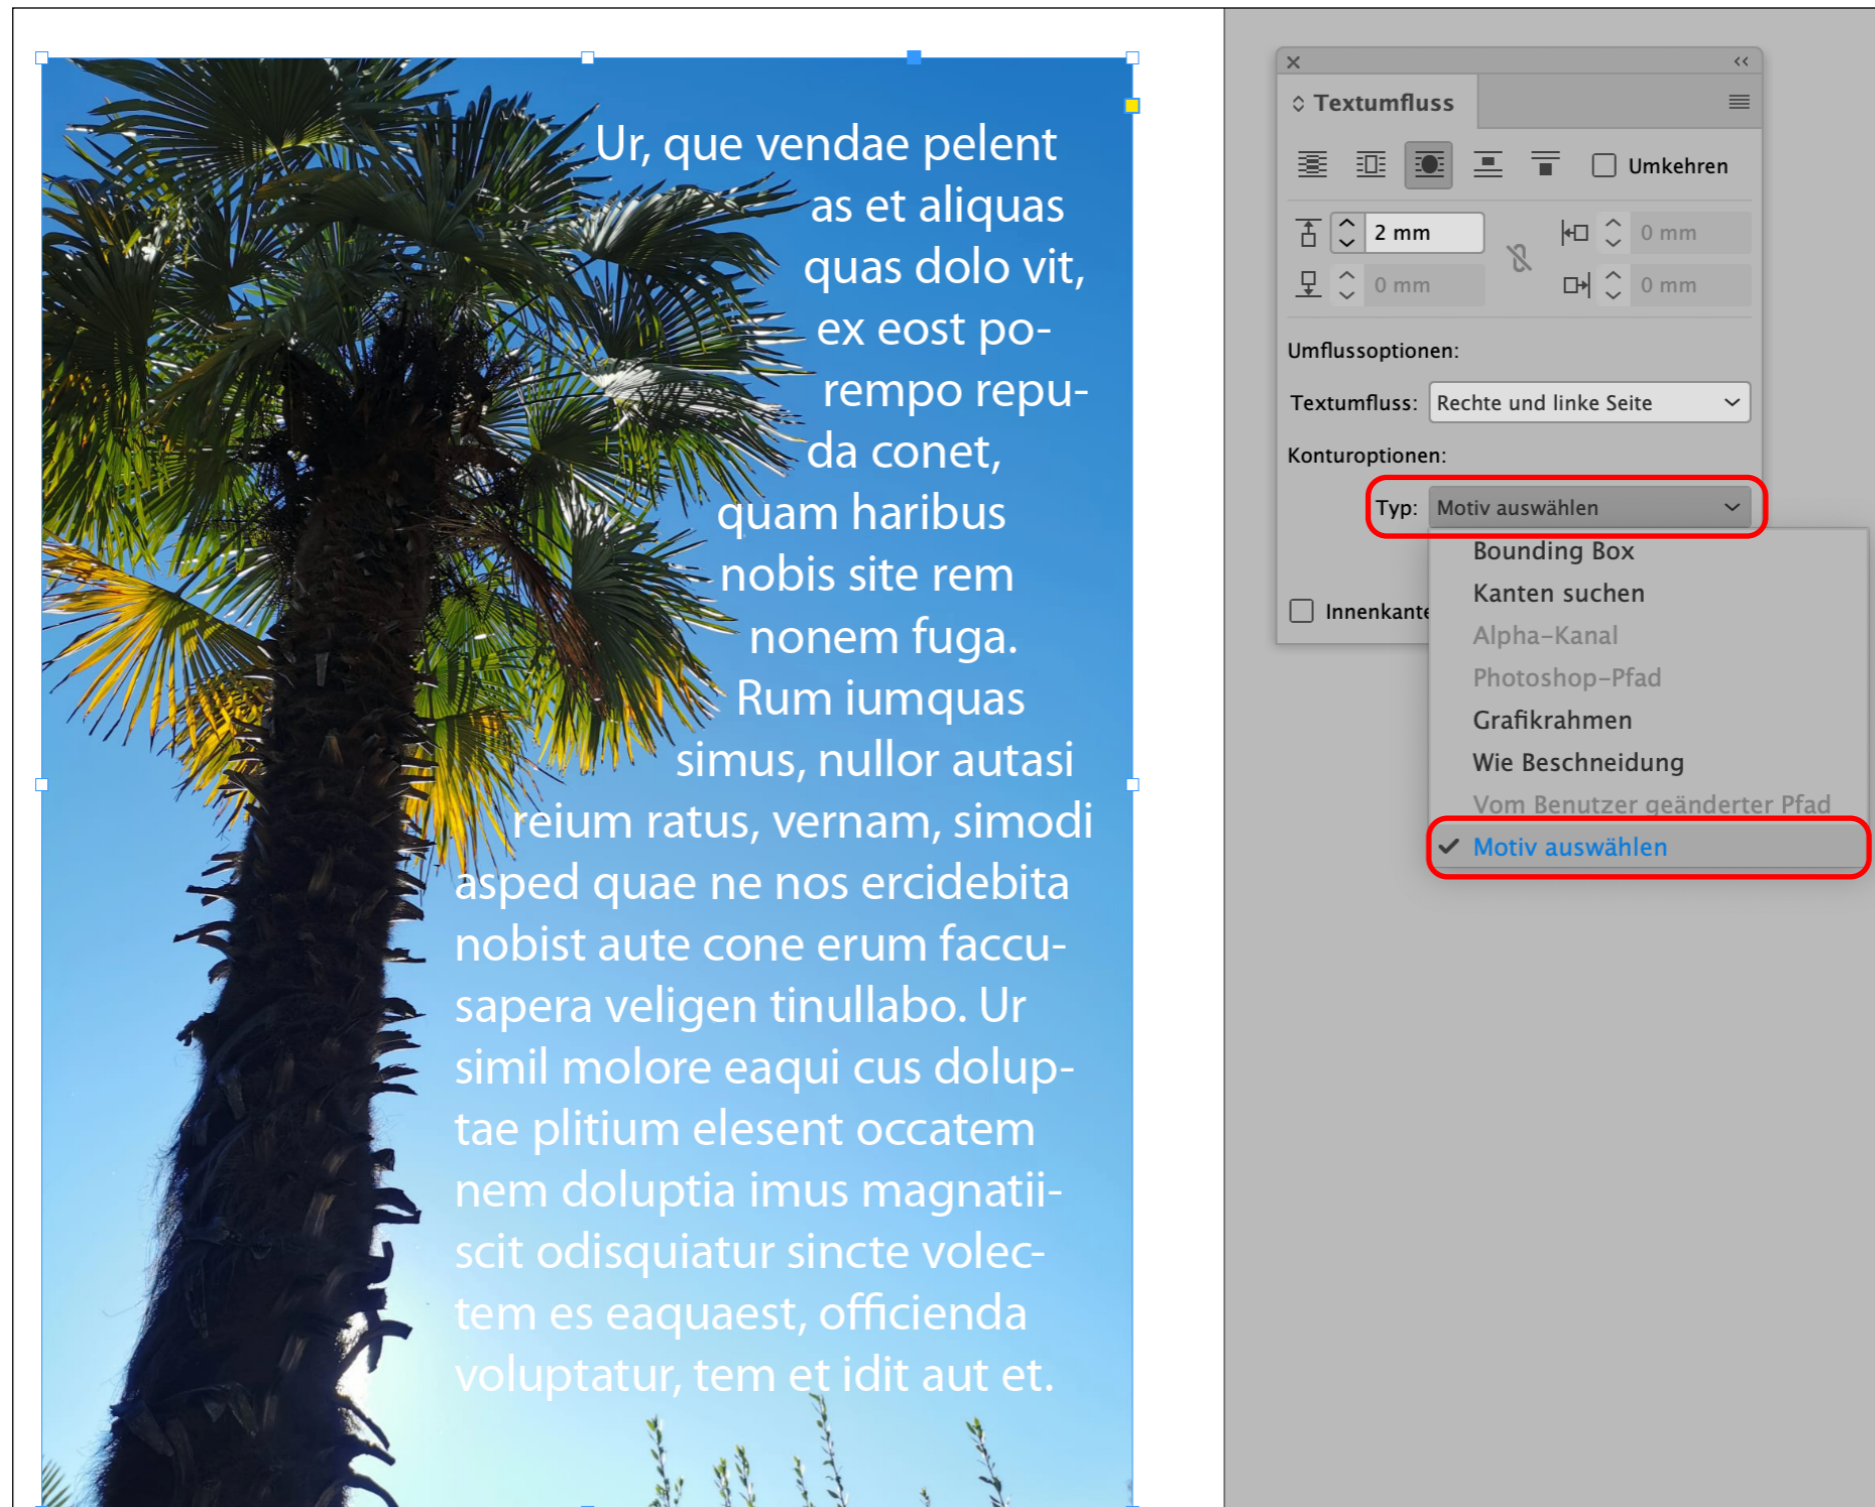 Ur, que vendae pelent
as et aliquas
quas dolo vit,
ex eost po-
rempo repu-
da conet,
quam haribus
nobis site rem
nonem fuga.
Rum iumquas
simus, nullor autasi
reium ratus, vernam, simodi
asped quae ne nos ercidebita
nobist aute cone erum faccu-
sapera veligen tinullabo. Ur
simil molore eaqui cus dolup-
tae plitium elesent occatem
nem doluptia imus magnatii-
scit odisquiatur sincte volec-
tem es eaquaest, officienda
voluptatur, tem et idit aut et.
Textumfluss
Umkehren
2 mm
0 mm
0 mm
0 mm
Umflussoptionen:
Textumfluss: Rechte und linke Seite
Konturoptionen:
Typ: Motiv auswählen
Bounding Box
Kanten suchen
Alpha-Kanal
Photoshop-Pfad
Grafikrahmen
Wie Beschneidung
Vom Benutzer geänderter Pfad
Motiv auswählen
Innenkante